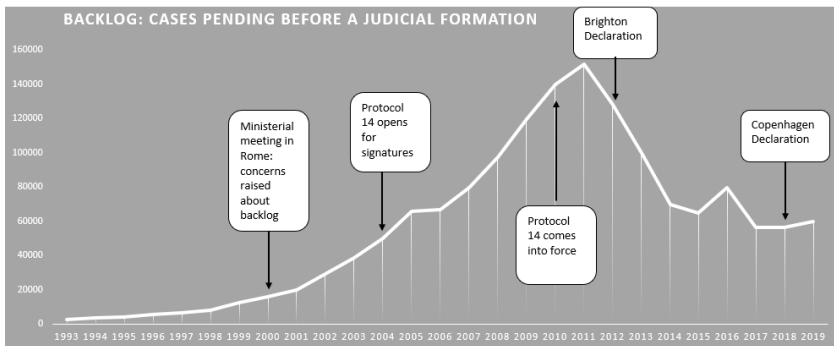 BACKLOG: CASES PENDING BEFORE A JUDICIAL FORMATION
Brighton
Declaration
160000
140000
120000
100000
80000
60000
40000
20000
0
Ministerial
meeting in
Rome:
concerns
raised
about
backlog
Protocol
14 opens
for
signatures
Protocol
14 comes
into force
Copenhagen
Declaration
1993 1994 1995 1996 1997 1998 1999 2000 2001 2002 2003 2004 2005 2006 2007 2008 2009 2010 2011 2012 2013 2014 2015 2016 2017 2018 2019